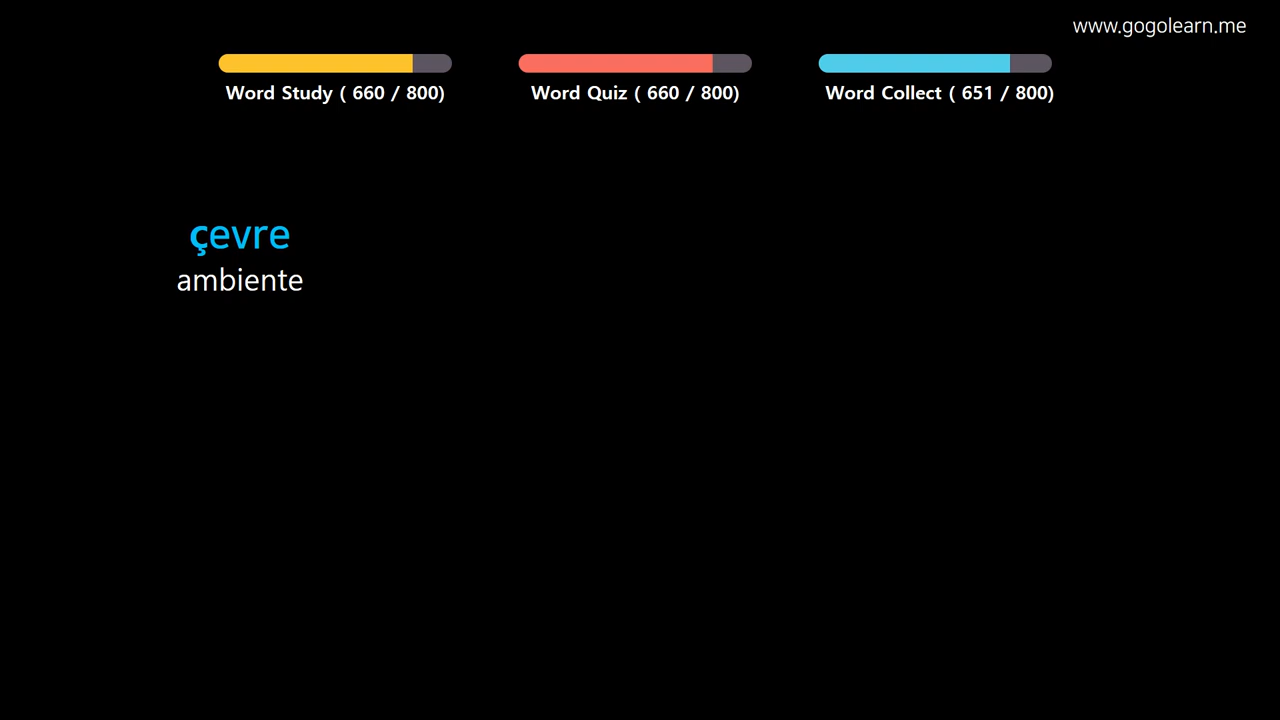 www.gogolearn.me
Word Study ( 660 / 800)
Word Quiz ( 660 / 800)
Word Collect ( 651 / 800)
çevre
ambiente